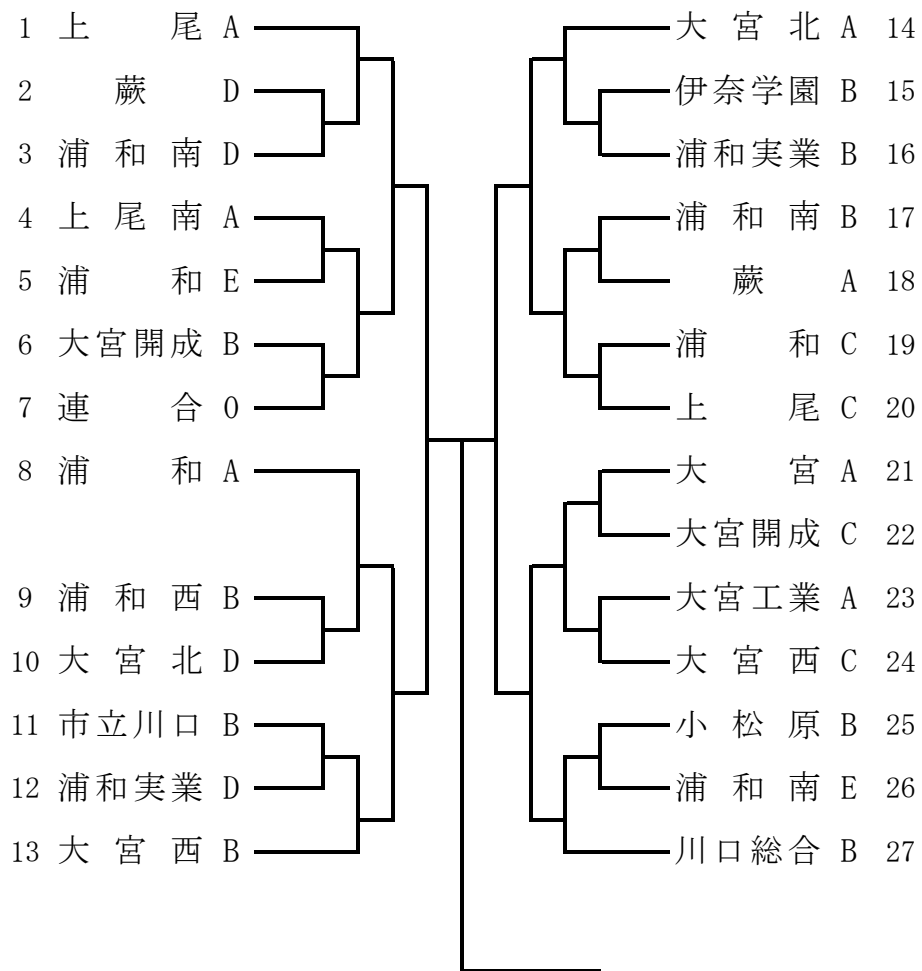 1 上尾 A
2 蕨 D
3 浦和南 D
4 上尾南 A
5 浦和 E
6 大宮開成 B
7 連合 O
8 浦和 A
9 浦和西 B
10 大宮北 D
11 市立川口 B
12 浦和実業 D
13 大宮西 B
大宮北 A 14
伊奈学園 B 15
浦和実業 B 16
浦和南 B 17
蕨 A 18
浦和 C 19
上尾 C 20
大宮 A 21
大宮開成 C 22
大宮工業 A 23
大宮西 C 24
小松原 B 25
浦和南 E 26
川口総合 B 27